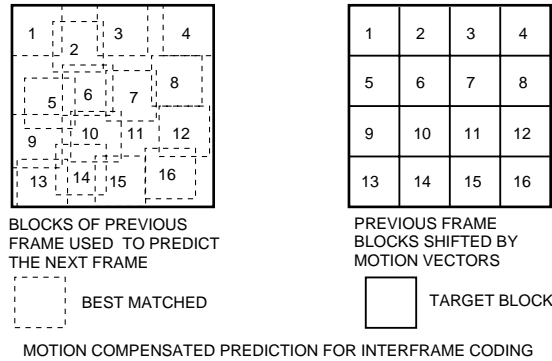 1 3 4
2
8
5 6 7
9 10 11 12
13 14 15 16
1 2 3 4
5 6 7 8
9 10 11 12
13 14 15 16
BLOCKS OF PREVIOUS
FRAME USED TO PREDICT
THE NEXT FRAME
PREVIOUS FRAME
BLOCKS SHIFTED BY
MOTION VECTORS
BEST MATCHED
TARGET BLOCK
MOTION COMPENSATED PREDICTION FOR INTERFRAME CODING